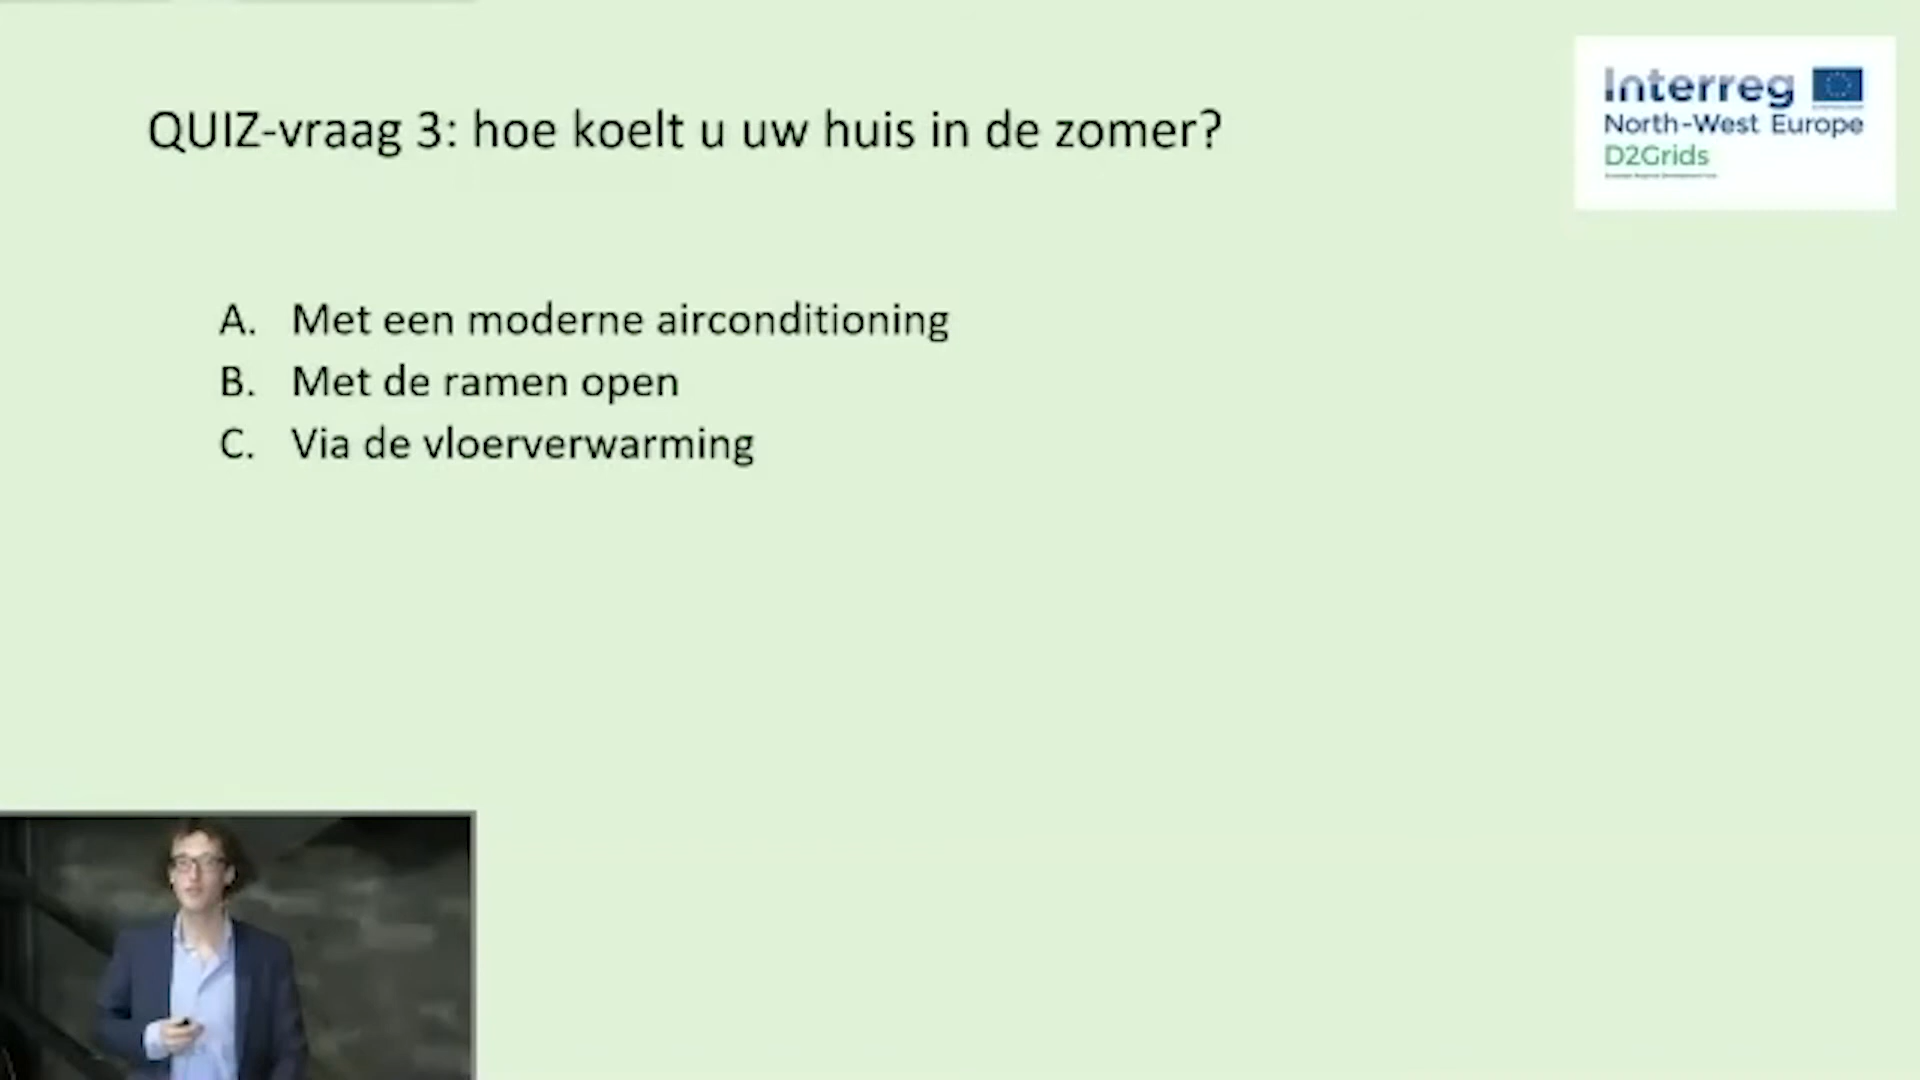 QUIZ-vraag 3: hoe koelt u uw huis in de zomer?
Interreg
North-West Europe
D2Grids
A. Met een moderne airconditioning
B. Met de ramen open
C. Via de vloerverwarming